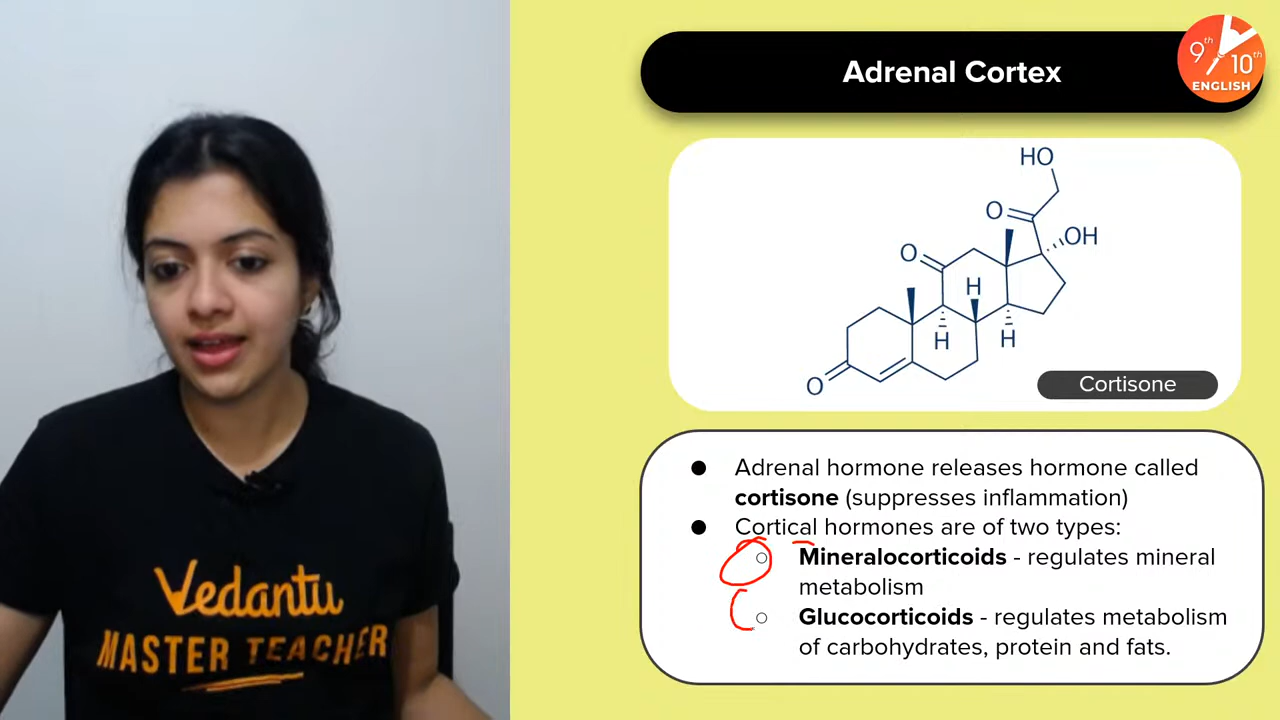 Adrenal Cortex
9th 10th
ENGLISH
HO
O
OH
O
H
H
H
O
Cortisone
Vedantu
MASTER TEACHER
● Adrenal hormone releases hormone called
cortisone (suppresses inflammation)
● Cortical hormones are of two types:
○ Mineralocorticoids - regulates mineral
metabolism
○ Glucocorticoids - regulates metabolism
of carbohydrates, protein and fats.